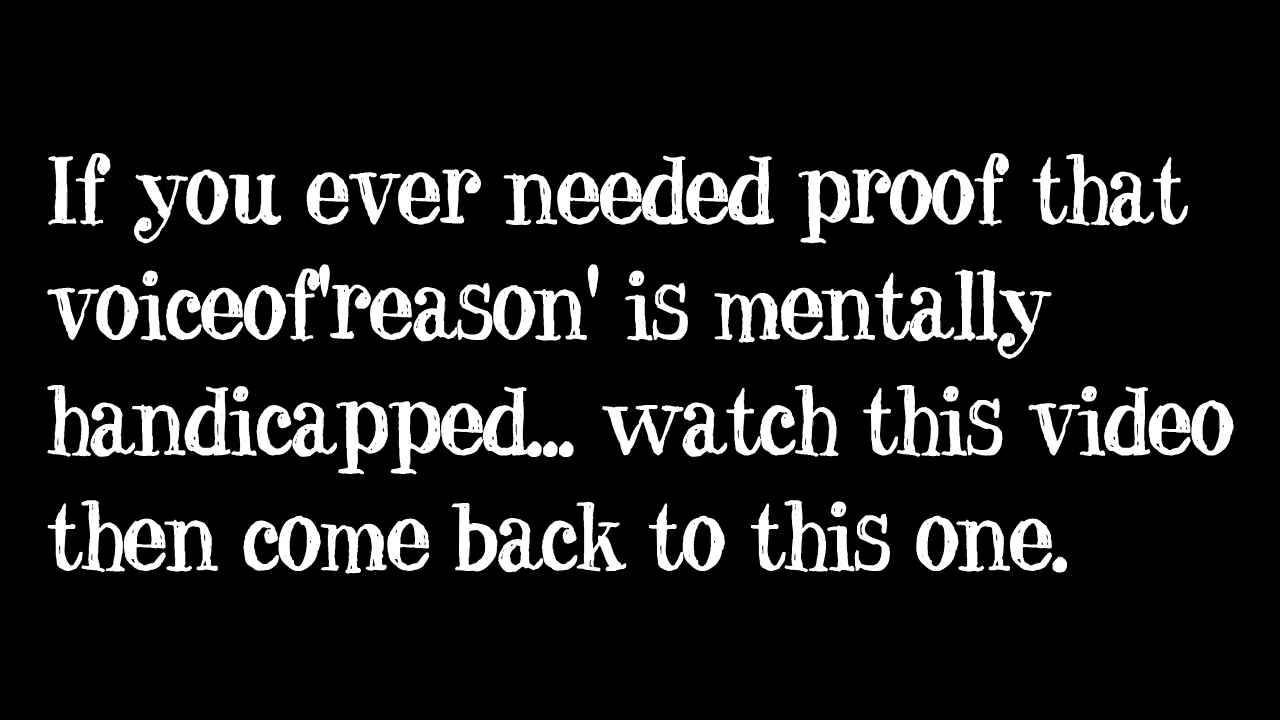 If you ever needed proof that
voiceof'reason' is mentally
handicapped... watch this video
then come back to this one.